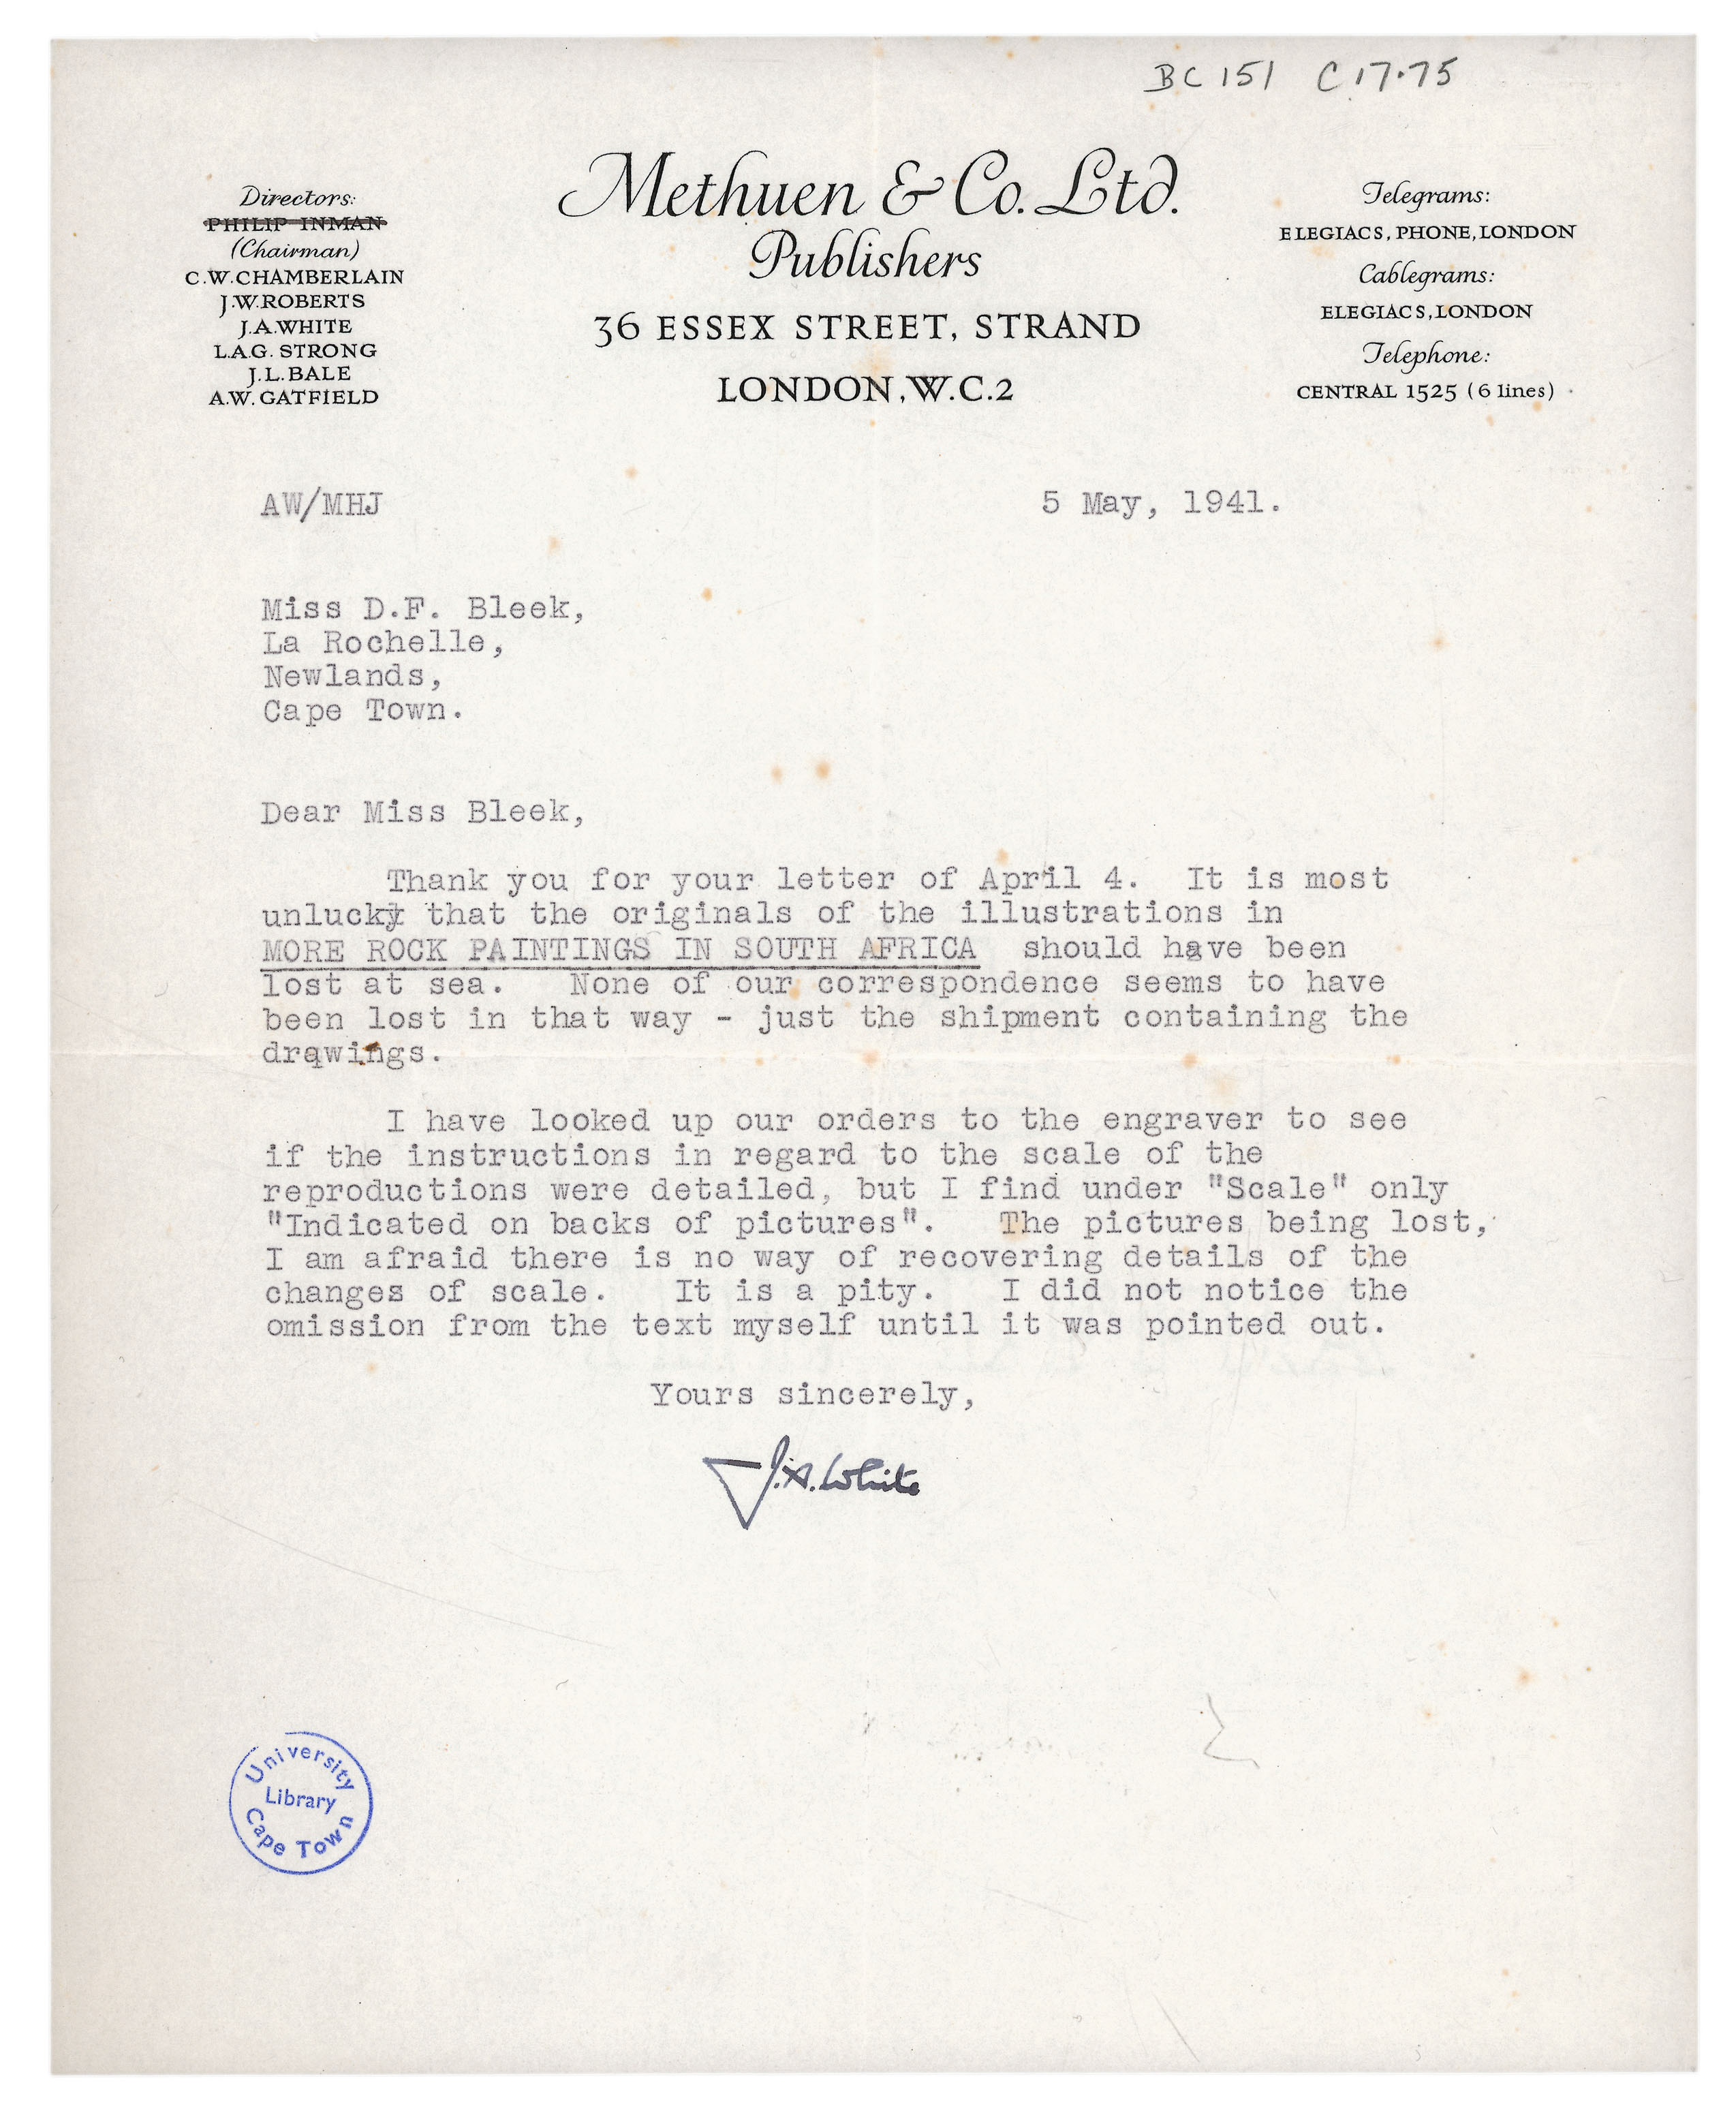 BC 151 C 17.75
Methuen & Co. Ltd.
Publishers
36 ESSEX STREET, STRAND
LONDON, W.C.2
Directors:
PHILIP INMAN
(Chairman)
C.W. CHAMBERLAIN
J.W. ROBERTS
J.A. WHITE
L.A.G. STRONG
J.L. BALE
A.W. GATFIELD
Telegrams:
ELEGIACS, PHONE, LONDON
Cablegrams:
ELEGIACS, LONDON
Telephone:
CENTRAL 1525 (6 lines)
AW/MHJ
5 May, 1941.
Miss D.F. Bleek,
La Rochelle,
Newlands,
Cape Town.
Dear Miss Bleek,
Thank you for your letter of April 4. It is most
unlucky that the originals of the illustrations in
MORE ROCK PAINTINGS IN SOUTH AFRICA should have been
lost at sea. None of our correspondence seems to have
been lost in that way - just the shipment containing the
drawings.
I have looked up our orders to the engraver to see
if the instructions in regard to the scale of the
reproductions were detailed, but I find under "Scale" only
"Indicated on backs of pictures". The pictures being lost,
I am afraid there is no way of recovering details of the
changes of scale. It is a pity. I did not notice the
omission from the text myself until it was pointed out.
Yours sincerely,
J.A. White
University
Library
Cape Town